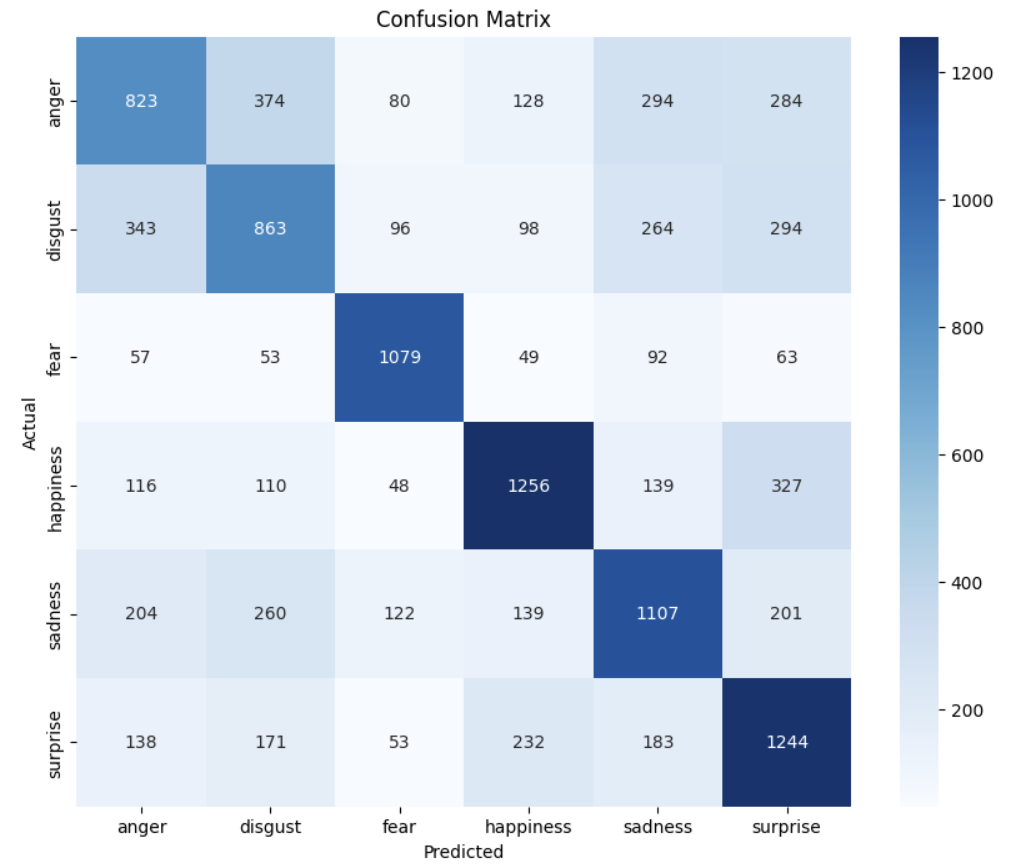 Confusion Matrix
anger 823 374 80 128 294 284
disgust 343 863 96 98 264 294
fear 57 53 1079 49 92 63
happiness 116 110 48 1256 139 327
sadness 204 260 122 139 1107 201
surprise 138 171 53 232 183 1244
anger disgust fear happiness sadness surprise
Predicted
Actual
1200
1000
800
600
400
200